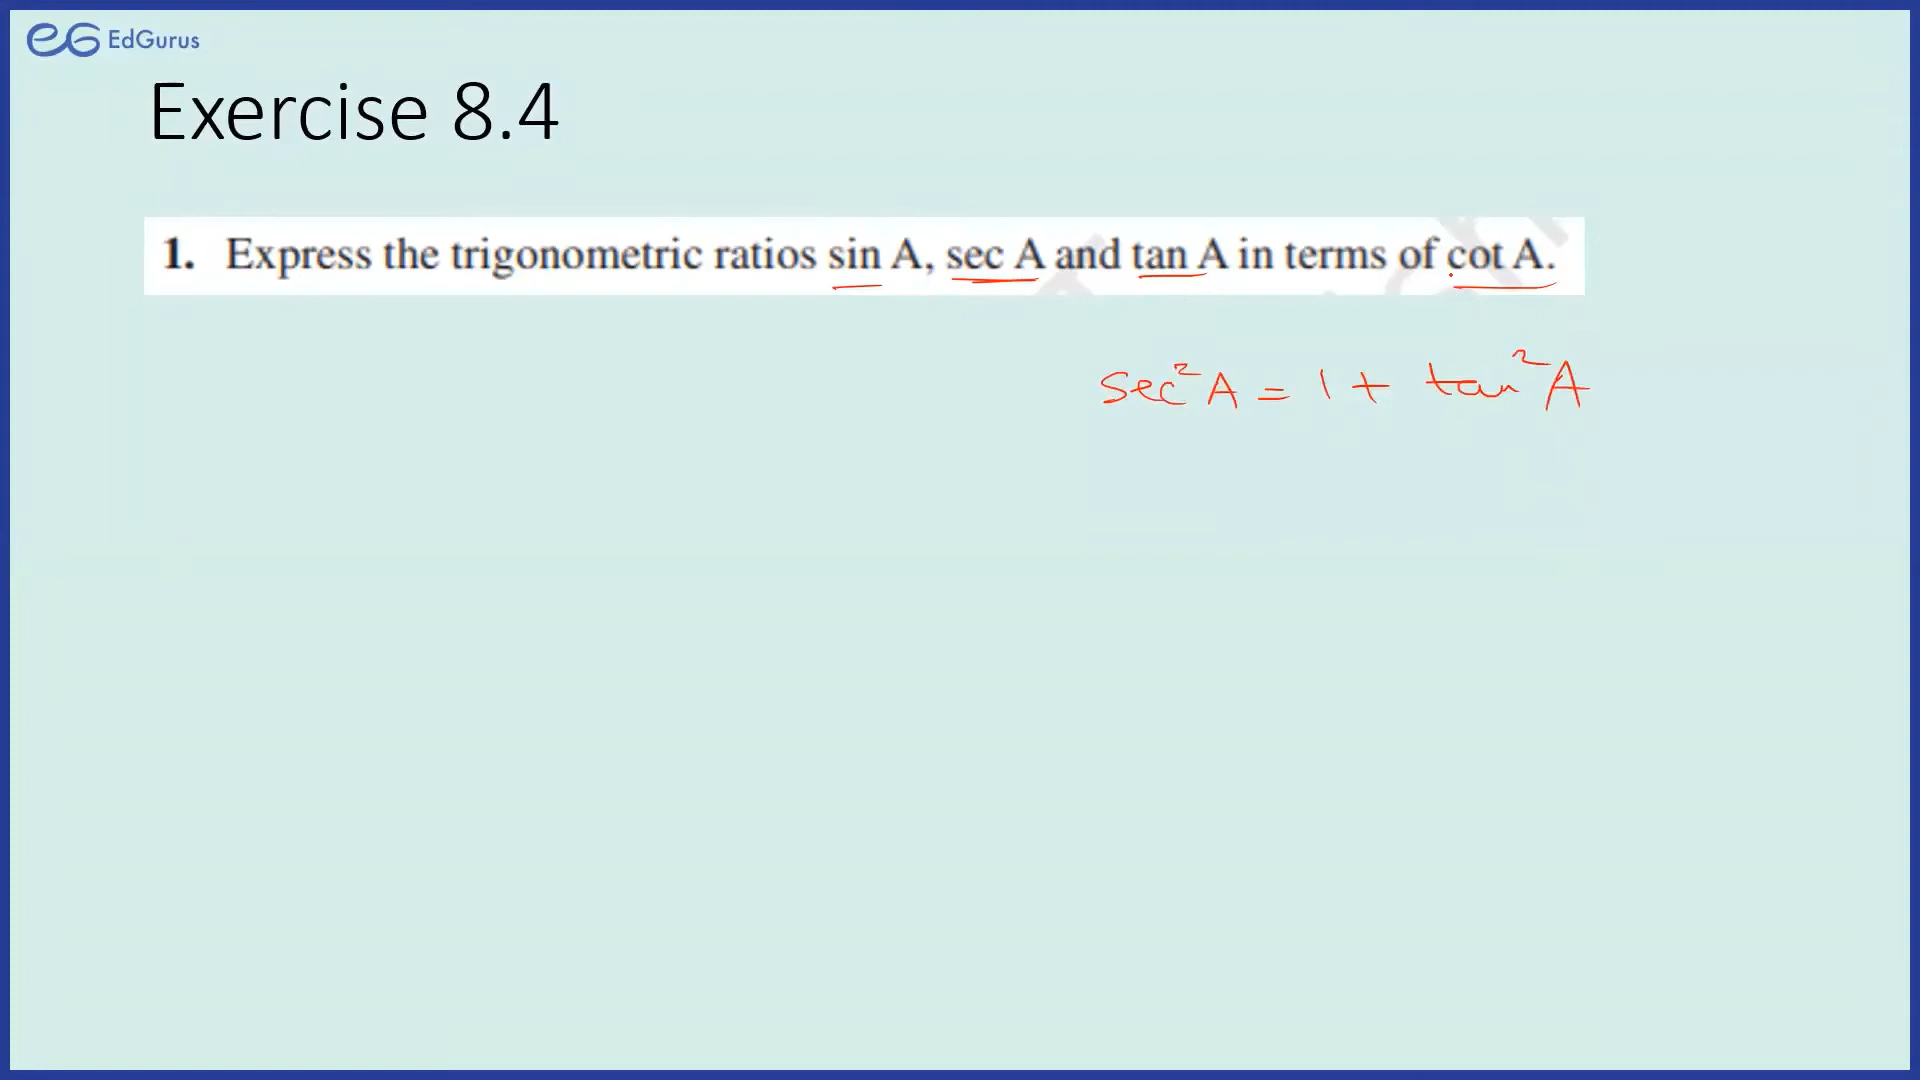 EG EdGurus
Exercise 8.4
1. Express the trigonometric ratios sin A, sec A and tan A in terms of cot A.
sec²A = 1 + tan²A